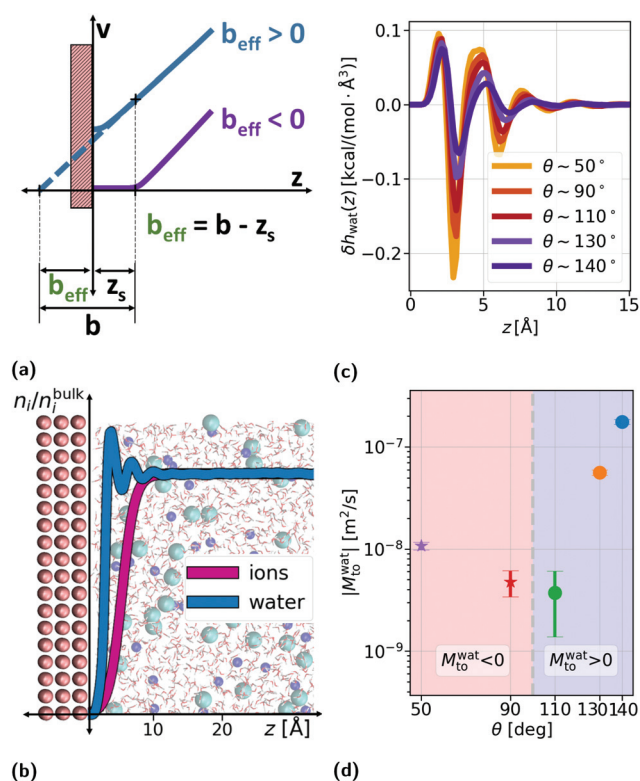 v
b_eff > 0
b_eff < 0
z
b_eff = b - z_s
b_eff
z_s
b
(a)
0.1
0.0
−0.1
−0.2
δh_wat(z) [kcal/(mol · Å³)]
θ ~ 50°
θ ~ 90°
θ ~ 110°
θ ~ 130°
θ ~ 140°
0
5
10
15
z [Å]
(c)
n_i/n_i^bulk
ions
water
10
20
z [Å]
(b)
10⁻⁷
10⁻⁸
10⁻⁹
|M_to^wat| [m²/s]
M_to^wat<0
M_to^wat>0
50
90
110
130
140
θ [deg]
(d)